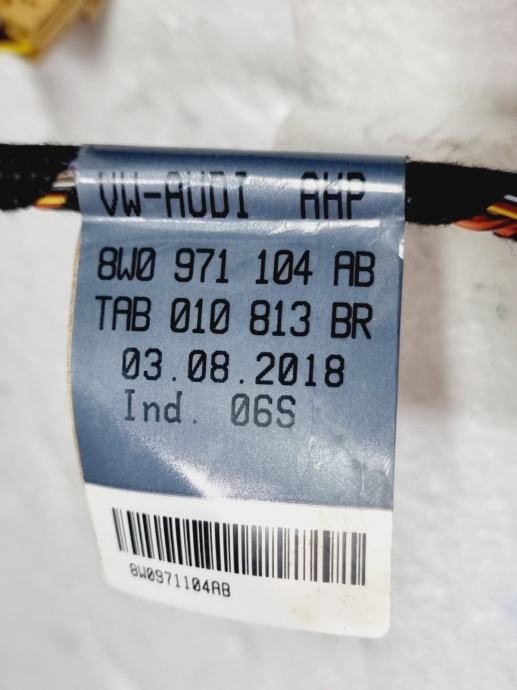 VW-AUDI AHP
8W0 971 104 AB
TAB 010 813 BR
03.08.2018
Ind. 06S
8W0971104AB